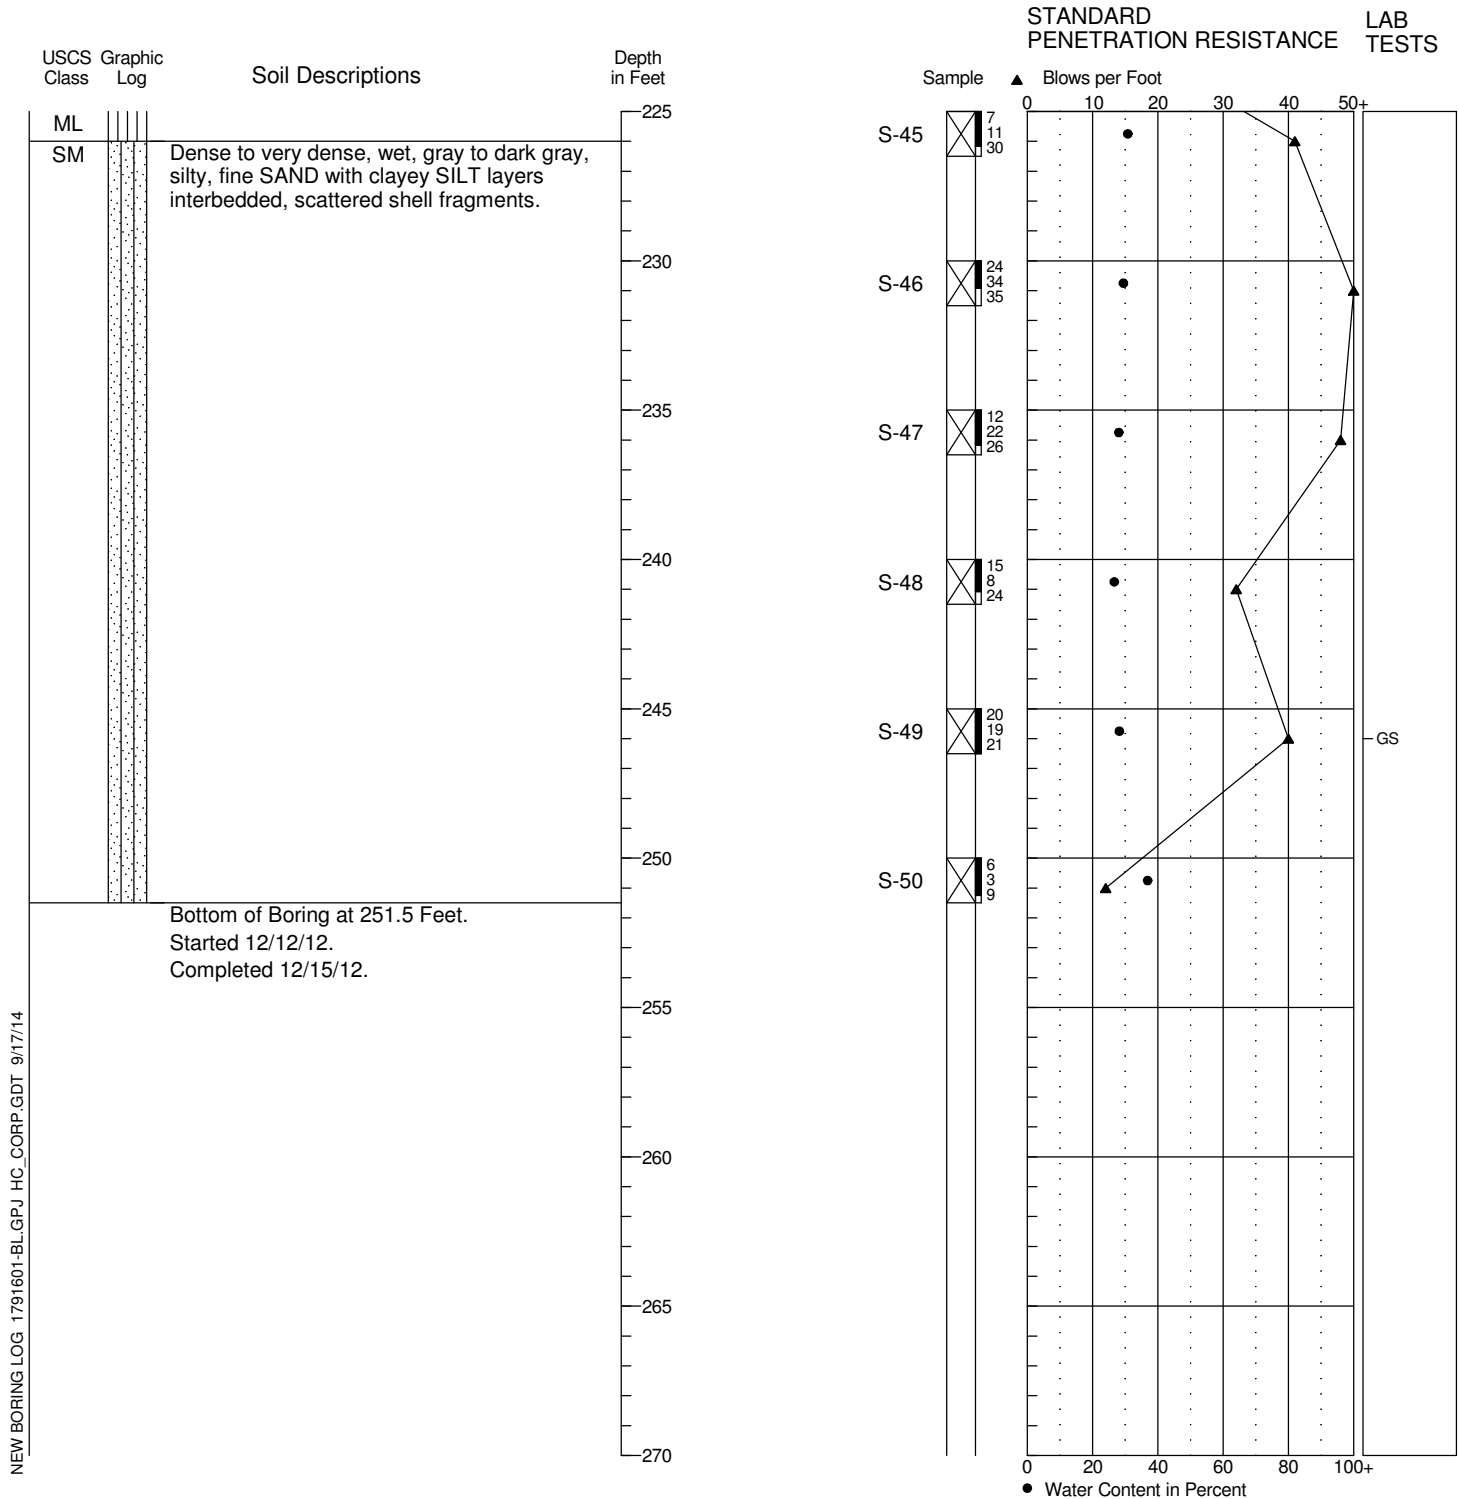 STANDARD
PENETRATION RESISTANCE
LAB
TESTS
USCS Graphic
Class Log
Soil Descriptions
Depth
in Feet
Sample
▲ Blows per Foot
0 10 20 30 40 50+
ML
225
S-45
7
11
30
SM
Dense to very dense, wet, gray to dark gray,
silty, fine SAND with clayey SILT layers
interbedded, scattered shell fragments.
230
S-46
24
34
35
235
S-47
12
22
26
240
S-48
15
8
24
245
S-49
20
19
21
GS
250
S-50
6
3
9
Bottom of Boring at 251.5 Feet.
Started 12/12/12.
Completed 12/15/12.
255
260
265
270
0 20 40 60 80 100+
● Water Content in Percent
NEW BORING LOG 1791601-BL.GPJ HC_CORP.GDT 9/17/14